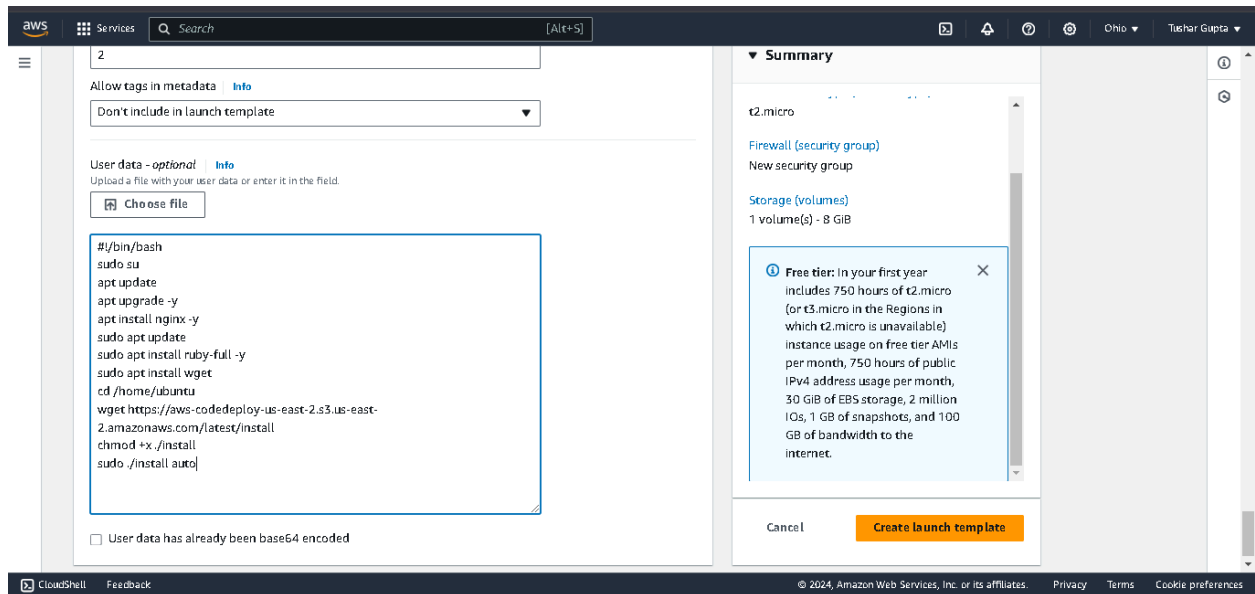 aws
Services
Search
[Alt+S]
Ohio
Tushar Gupta
2
Allow tags in metadata
Info
Don't include in launch template
User data - optional
Info
Upload a file with your user data or enter it in the field.
Choose file
#!/bin/bash
sudo su
apt update
apt upgrade -y
apt install nginx -y
sudo apt update
sudo apt install ruby-full -y
sudo apt install wget
cd /home/ubuntu
wget https://aws-codedeploy-us-east-2.s3.us-east-
2.amazonaws.com/latest/install
chmod +x ./install
sudo ./install auto
User data has already been base64 encoded
Summary
t2.micro
Firewall (security group)
New security group
Storage (volumes)
1 volume(s) - 8 GiB
Free tier: In your first year
includes 750 hours of t2.micro
(or t3.micro in the Regions in
which t2.micro is unavailable)
instance usage on free tier AMIs
per month, 750 hours of public
IPv4 address usage per month,
30 GiB of EBS storage, 2 million
IOs, 1 GB of snapshots, and 100
GB of bandwidth to the
internet.
Cancel
Create launch template
CloudShell
Feedback
© 2024, Amazon Web Services, Inc. or its affiliates.
Privacy
Terms
Cookie preferences